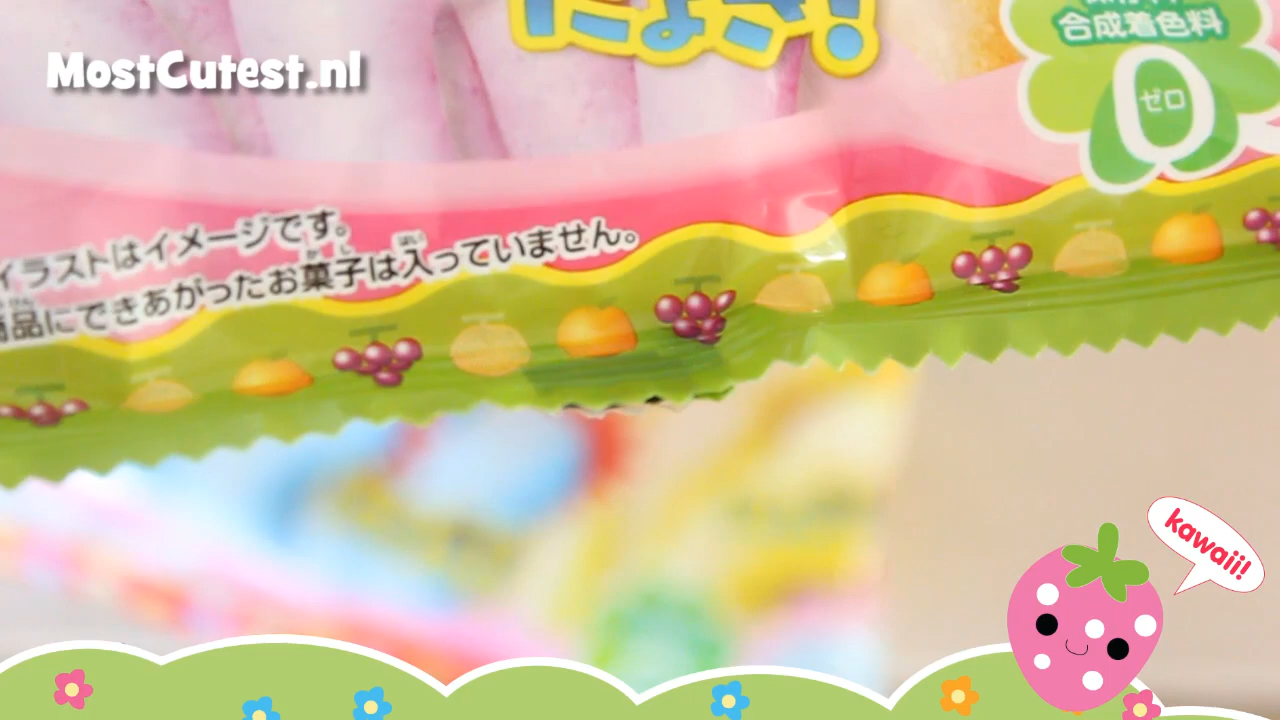 MostCutest.nl
合成着色料
ゼロ
イラストはイメージです。
商品にできあがったお菓子は入っていません。
kawaii!